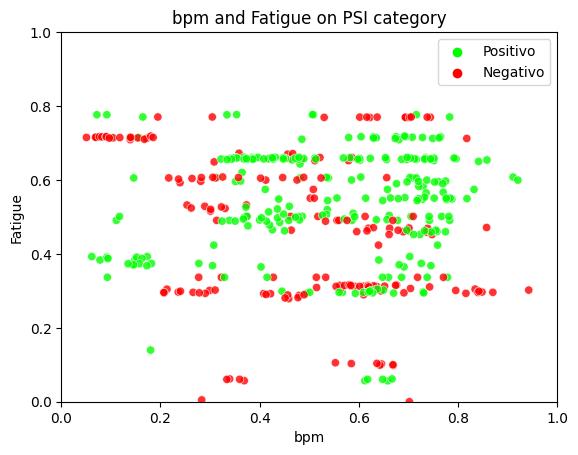 bpm and Fatigue on PSI category
Positivo
Negativo
1.0
0.8
0.6
0.4
0.2
0.0
Fatigue
0.0 0.2 0.4 0.6 0.8 1.0
bpm